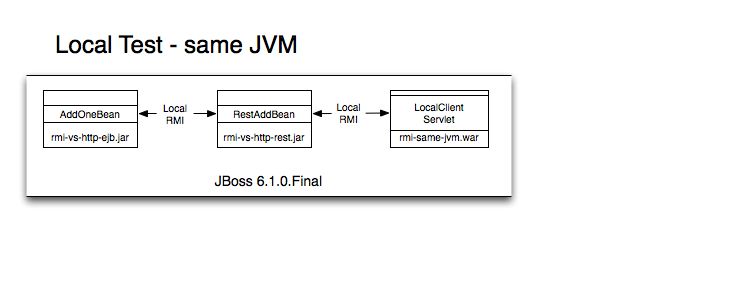 Local Test - same JVM
AddOneBean
rmi-vs-http-ejb.jar
Local
RMI
RestAddBean
rmi-vs-http-rest.jar
Local
RMI
LocalClient
Servlet
rmi-same-jvm.war
JBoss 6.1.0.Final